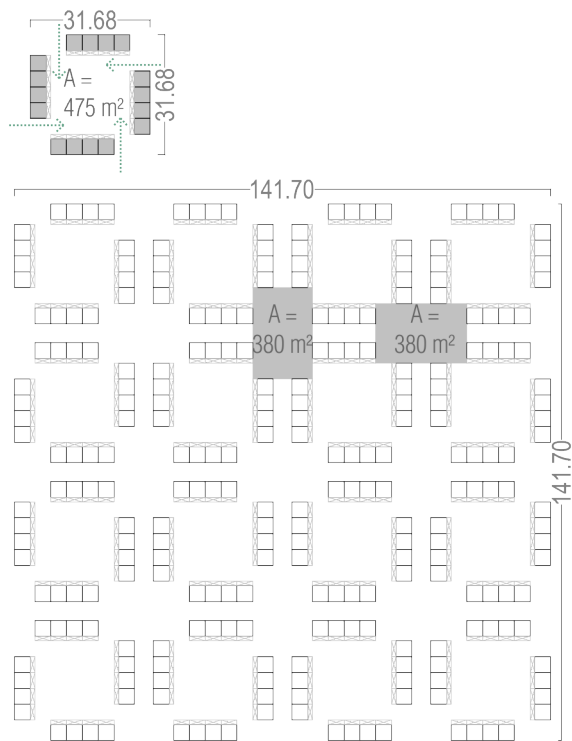 31.68
A =
475 m²
31.68
141.70
A =
380 m²
A =
380 m²
141.70